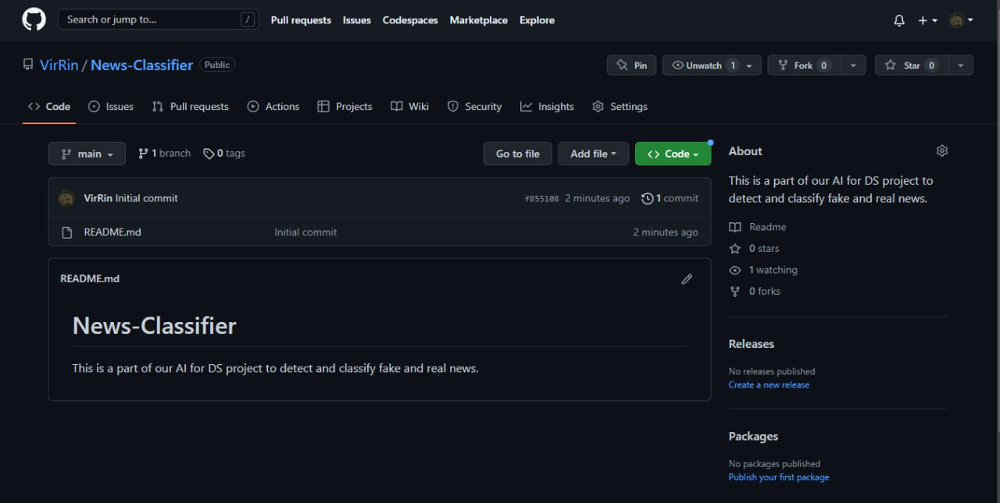 Search or jump to... /
Pull requests Issues Codespaces Marketplace Explore
VirRin / News-Classifier Public
Pin Unwatch 1 Fork 0 Star 0
Code Issues Pull requests Actions Projects Wiki Security Insights Settings
main 1 branch 0 tags Go to file Add file Code
VirRin Initial commit f855108 2 minutes ago 1 commit
README.md Initial commit 2 minutes ago
README.md
News-Classifier
This is a part of our AI for DS project to detect and classify fake and real news.
About
This is a part of our AI for DS project to
detect and classify fake and real news.
Readme
0 stars
1 watching
0 forks
Releases
No releases published
Create a new release
Packages
No packages published
Publish your first package